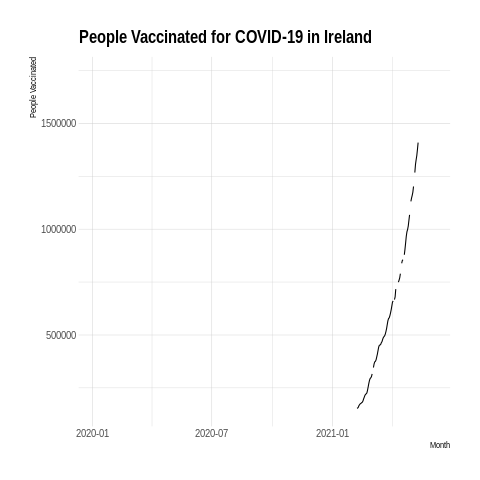 People Vaccinated for COVID-19 in Ireland
People Vaccinated
1500000
1000000
500000
2020-01 2020-07 2021-01
Month